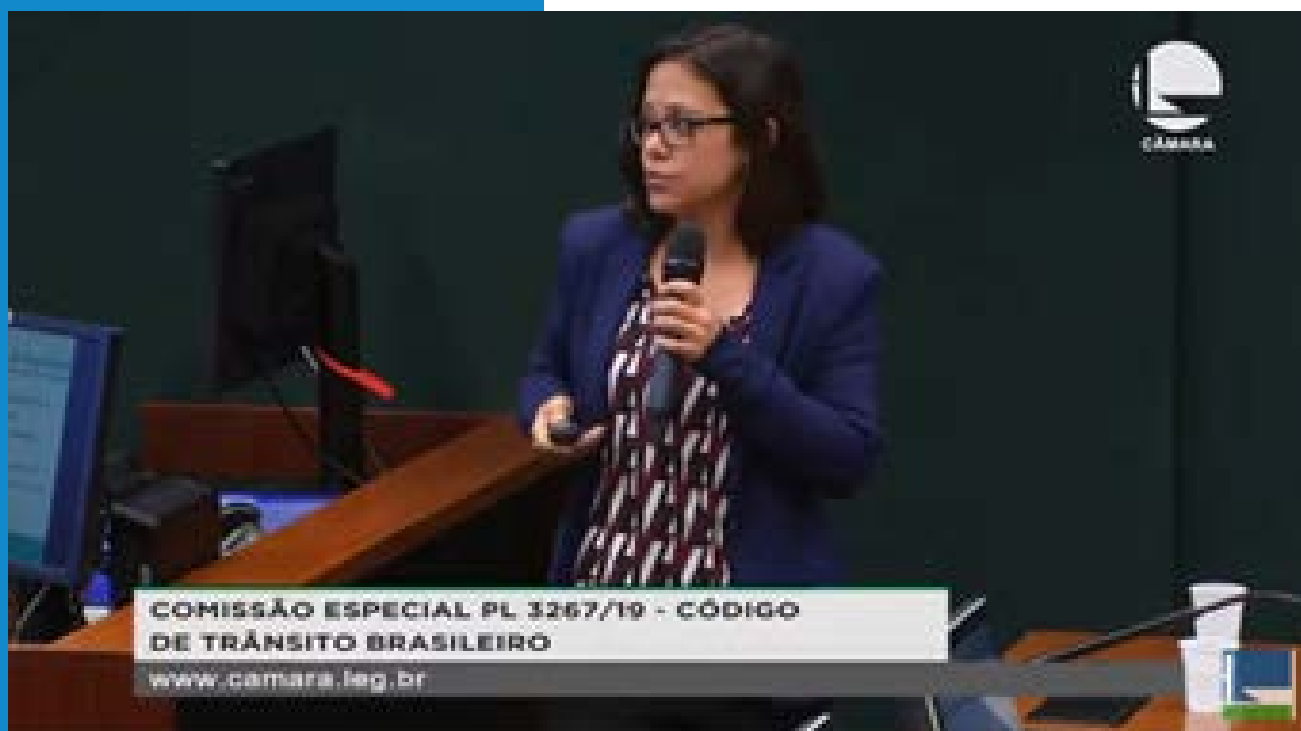 CÂMARA
COMISSÃO ESPECIAL PL 3267/19 - CÓDIGO
DE TRÂNSITO BRASILEIRO
www.camara.leg.br